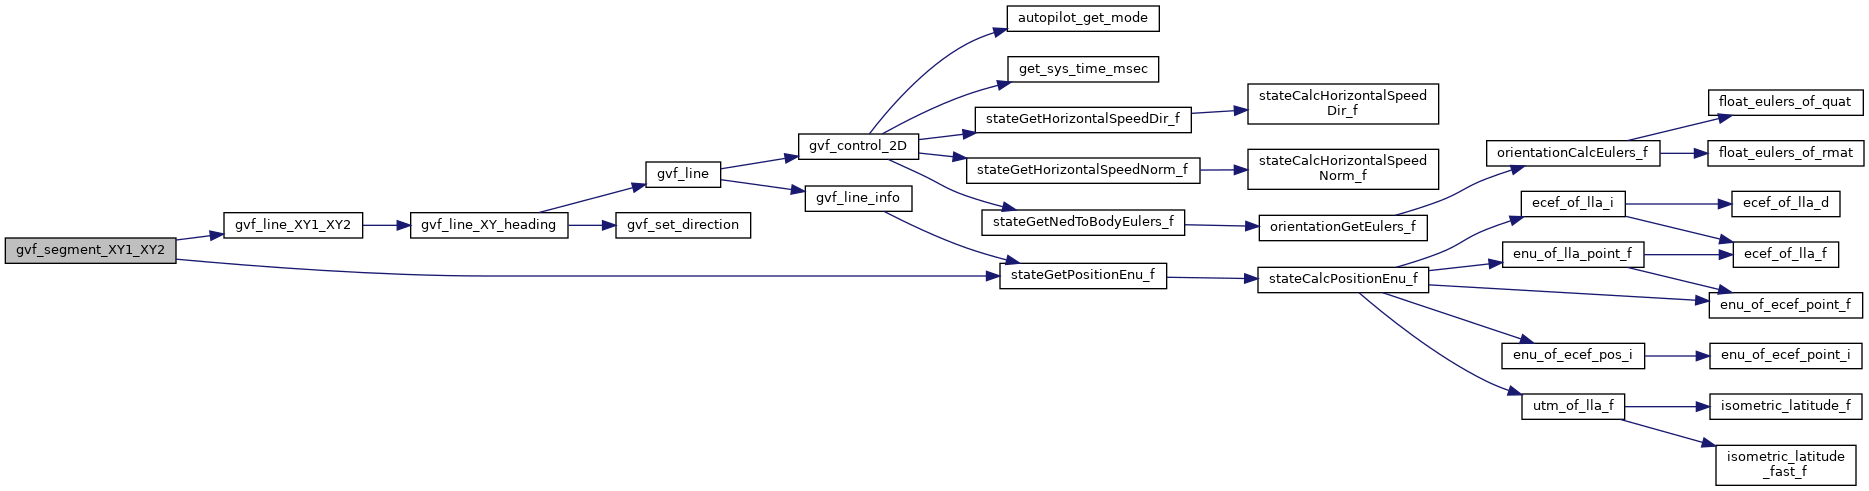 gvf_segment_XY1_XY2
gvf_line_XY1_XY2
gvf_line_XY_heading
gvf_line
gvf_set_direction
gvf_control_2D
gvf_line_info
autopilot_get_mode
get_sys_time_msec
stateGetHorizontalSpeedDir_f
stateGetHorizontalSpeedNorm_f
stateGetNedToBodyEulers_f
stateGetPositionEnu_f
stateCalcHorizontalSpeed
Dir_f
stateCalcHorizontalSpeed
Norm_f
orientationGetEulers_f
stateCalcPositionEnu_f
orientationCalcEulers_f
ecef_of_lla_i
enu_of_lla_point_f
enu_of_ecef_pos_i
utm_of_lla_f
float_eulers_of_quat
float_eulers_of_rmat
ecef_of_lla_d
ecef_of_lla_f
enu_of_ecef_point_f
enu_of_ecef_point_i
isometric_latitude_f
isometric_latitude
_fast_f